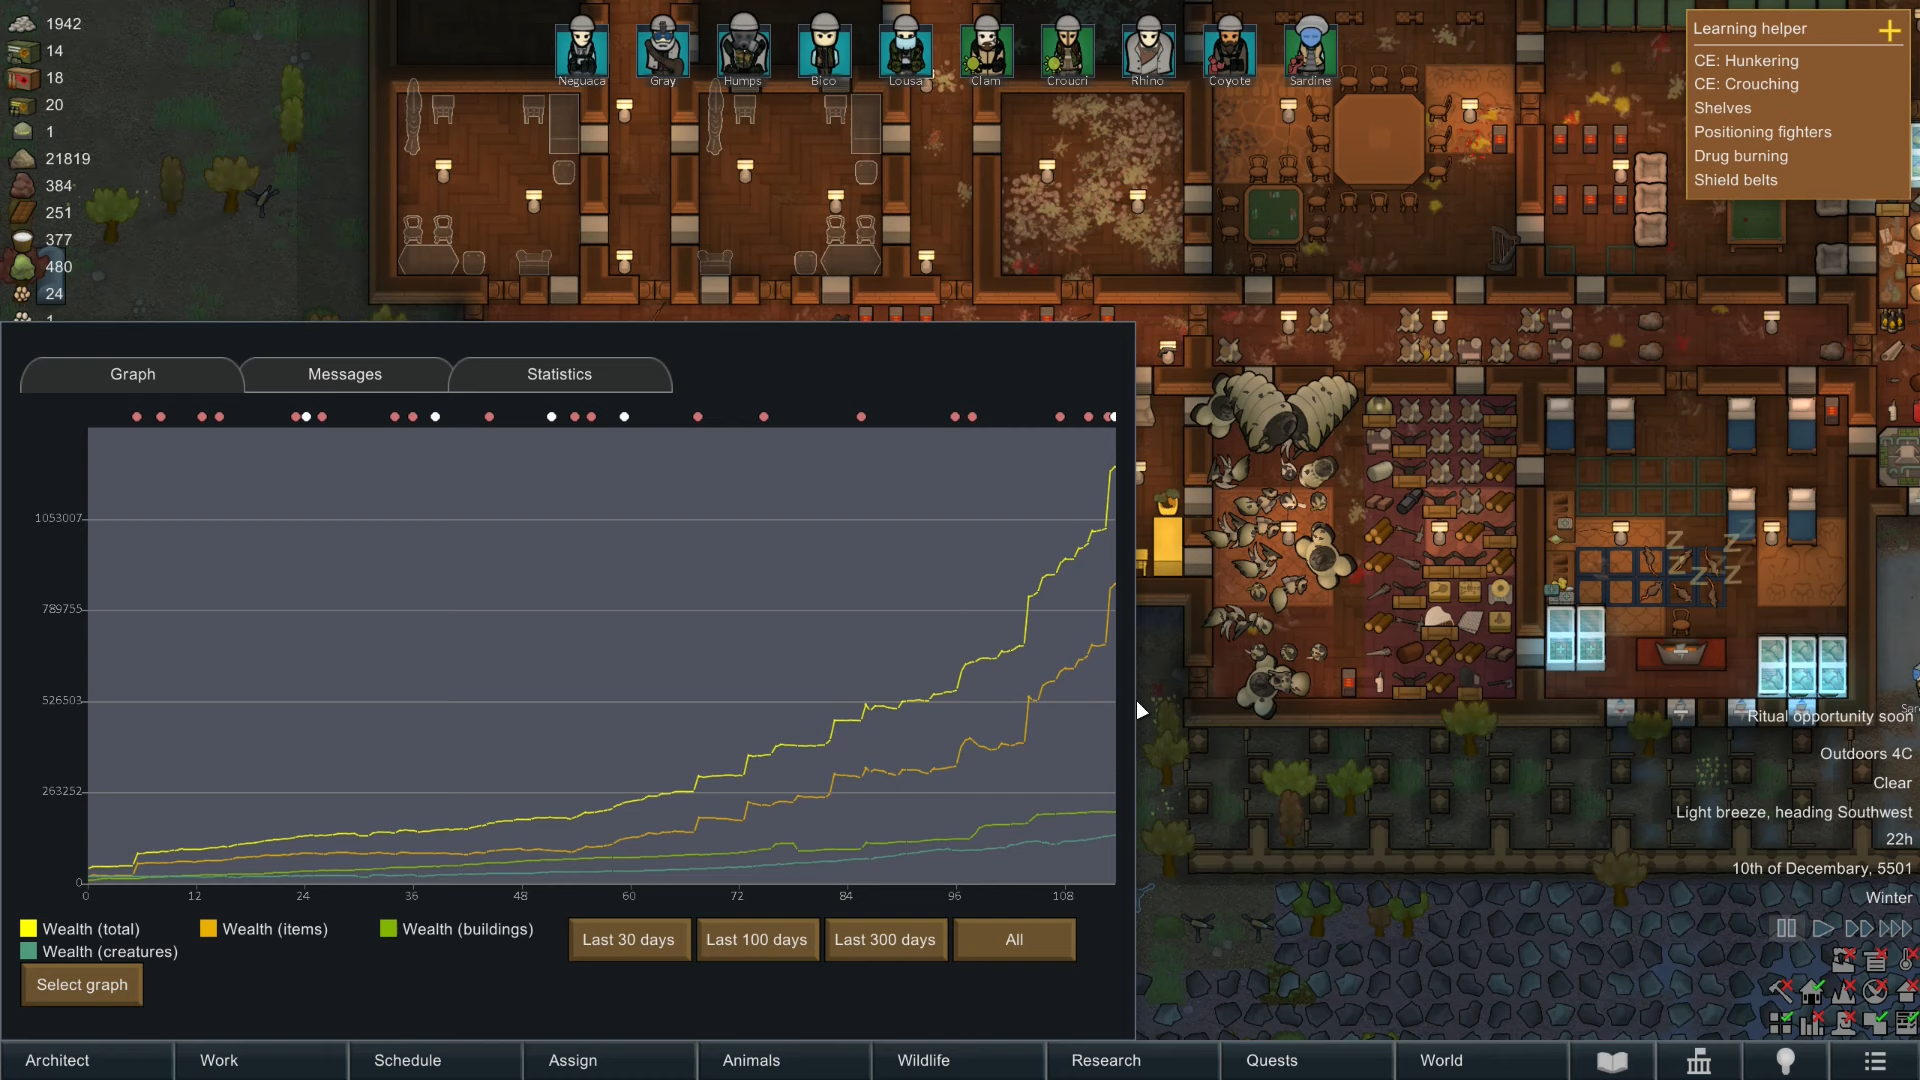 1942
14
18
20
1
21819
384
251
377
480
24
1
Neguaca
Gray
Humps
Bico
Lousa
Clam
Croucri
Rhino
Coyote
Sardine
Learning helper
CE: Hunkering
CE: Crouching
Shelves
Positioning fighters
Drug burning
Shield belts
Graph
Messages
Statistics
1053007
789755
526503
263252
0
0
12
24
36
48
60
72
84
96
108
Wealth (total)
Wealth (items)
Wealth (buildings)
Wealth (creatures)
Last 30 days
Last 100 days
Last 300 days
All
Select graph
Z
Z
Z
Z
Z
Z
Sar
Ritual opportunity soon
Outdoors 4C
Clear
Light breeze, heading Southwest
22h
10th of Decembary, 5501
Winter
Architect
Work
Schedule
Assign
Animals
Wildlife
Research
Quests
World